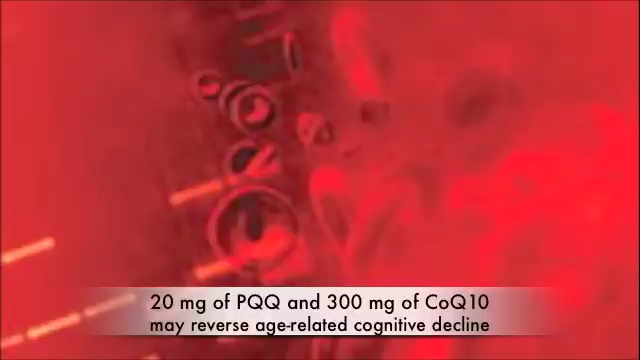 20 mg of PQQ and 300 mg of CoQ10
may reverse age-related cognitive decline